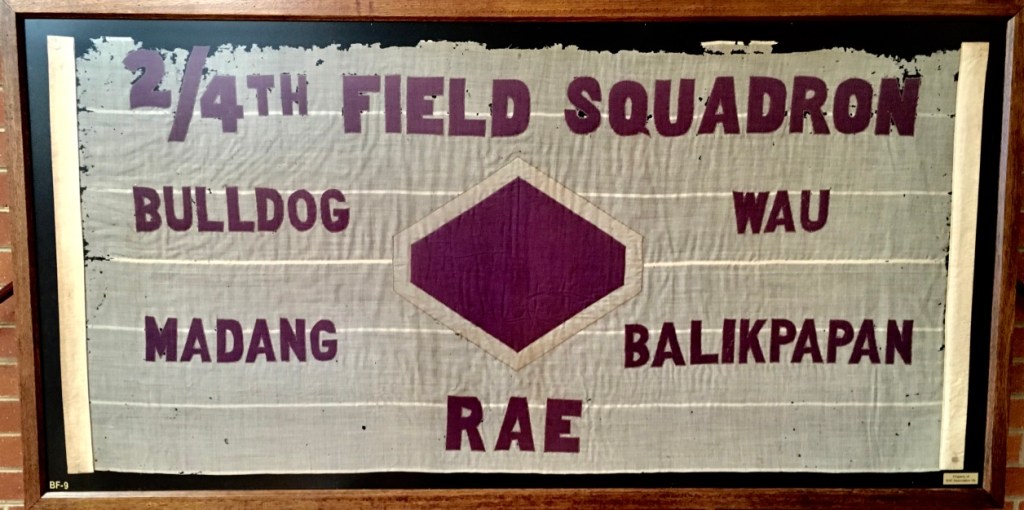 2/4TH FIELD SQUADRON
BULLDOG WAU
MADANG BALIKPAPAN
RAE
BF-9